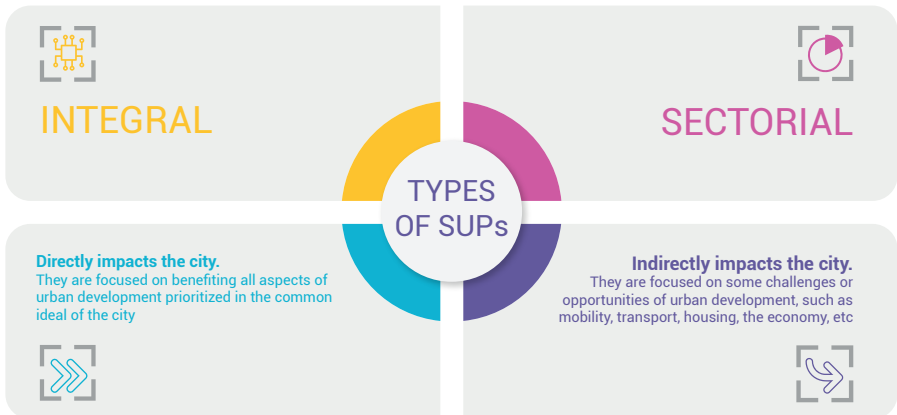 INTEGRAL
SECTORIAL
TYPES
OF SUPs
Directly impacts the city.
They are focused on benefiting all aspects of
urban development prioritized in the common
ideal of the city
Indirectly impacts the city.
They are focused on some challenges or
opportunities of urban development, such as
mobility, transport, housing, the economy, etc